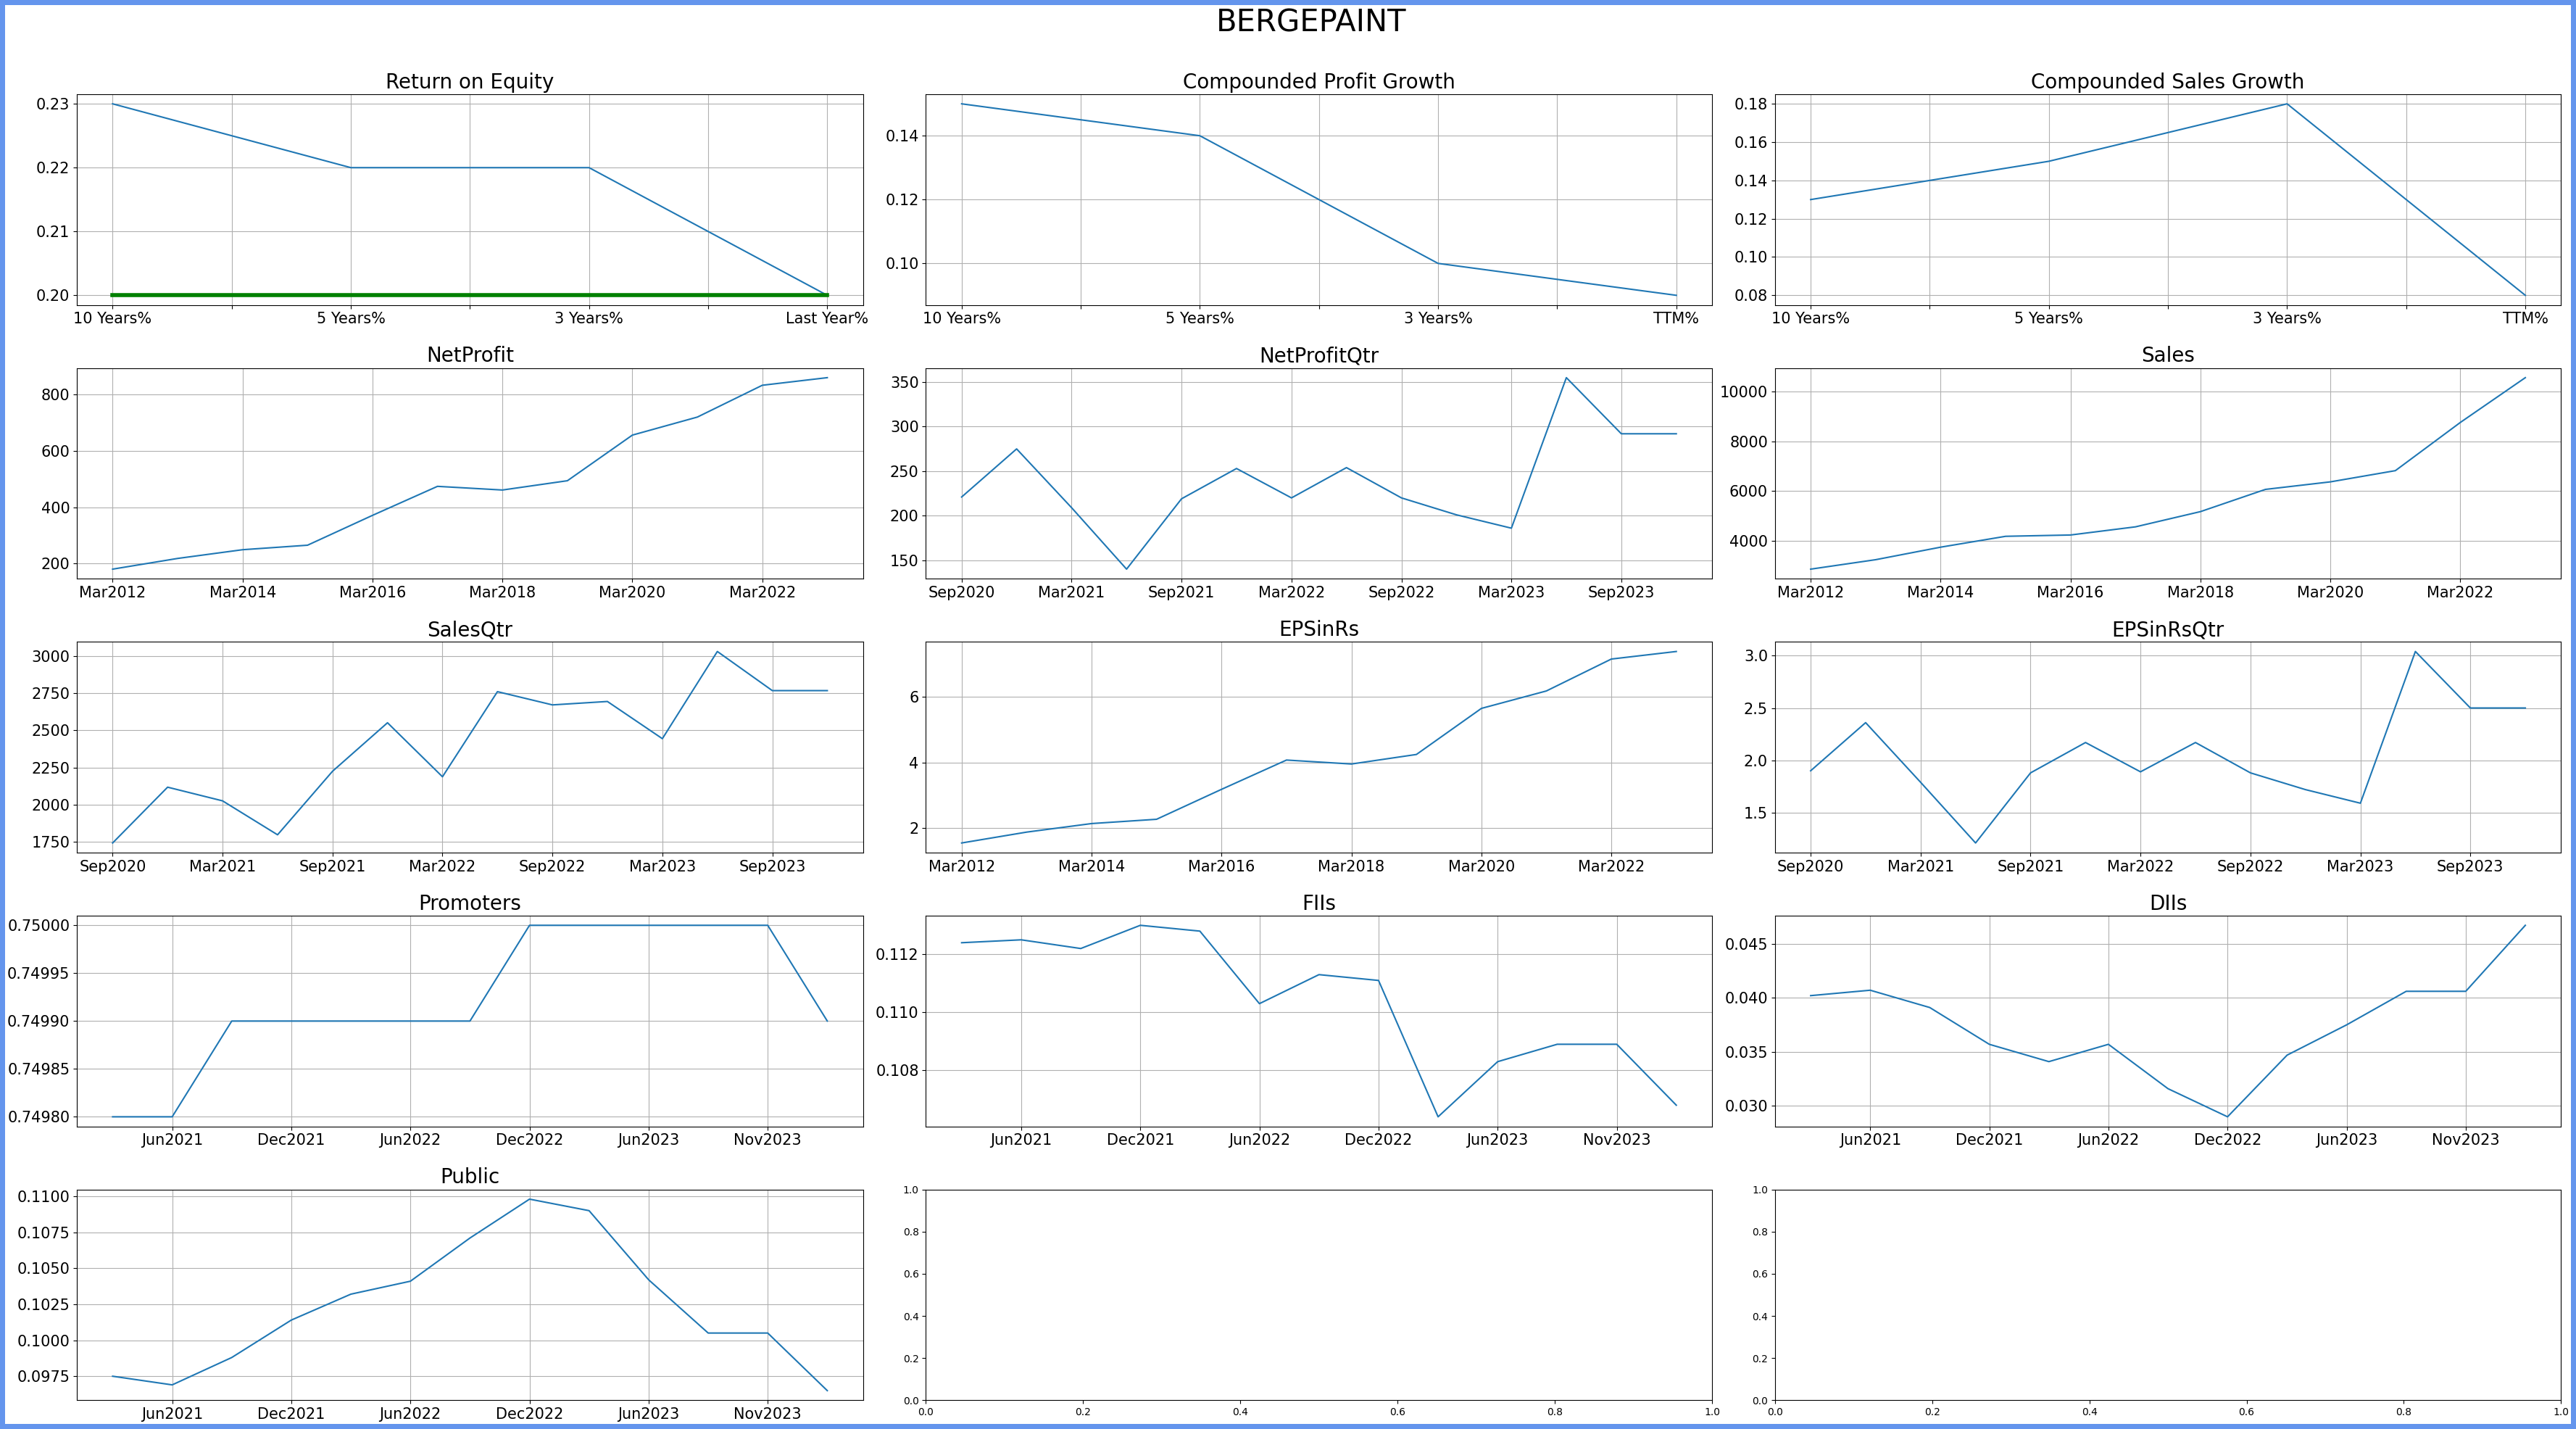 BERGEPAINT
Return on Equity
0.23
0.22
0.21
0.20
10 Years% 5 Years% 3 Years% Last Year%
Compounded Profit Growth
0.14
0.12
0.10
10 Years% 5 Years% 3 Years% TTM%
Compounded Sales Growth
0.18
0.16
0.14
0.12
0.10
0.08
10 Years% 5 Years% 3 Years% TTM%
NetProfit
800
600
400
200
Mar2012 Mar2014 Mar2016 Mar2018 Mar2020 Mar2022
NetProfitQtr
350
300
250
200
150
Sep2020 Mar2021 Sep2021 Mar2022 Sep2022 Mar2023 Sep2023
Sales
10000
8000
6000
4000
Mar2012 Mar2014 Mar2016 Mar2018 Mar2020 Mar2022
SalesQtr
3000
2750
2500
2250
2000
1750
Sep2020 Mar2021 Sep2021 Mar2022 Sep2022 Mar2023 Sep2023
EPSinRs
6
4
2
Mar2012 Mar2014 Mar2016 Mar2018 Mar2020 Mar2022
EPSinRsQtr
3.0
2.5
2.0
1.5
Sep2020 Mar2021 Sep2021 Mar2022 Sep2022 Mar2023 Sep2023
Promoters
0.75000
0.74995
0.74990
0.74985
0.74980
Jun2021 Dec2021 Jun2022 Dec2022 Jun2023 Nov2023
FIIs
0.112
0.110
0.108
Jun2021 Dec2021 Jun2022 Dec2022 Jun2023 Nov2023
DIIs
0.045
0.040
0.035
0.030
Jun2021 Dec2021 Jun2022 Dec2022 Jun2023 Nov2023
Public
0.1100
0.1075
0.1050
0.1025
0.1000
0.0975
Jun2021 Dec2021 Jun2022 Dec2022 Jun2023 Nov2023
1.0
0.8
0.6
0.4
0.2
0.0
0.0 0.2 0.4 0.6 0.8 1.0
1.0
0.8
0.6
0.4
0.2
0.0
0.0 0.2 0.4 0.6 0.8 1.0